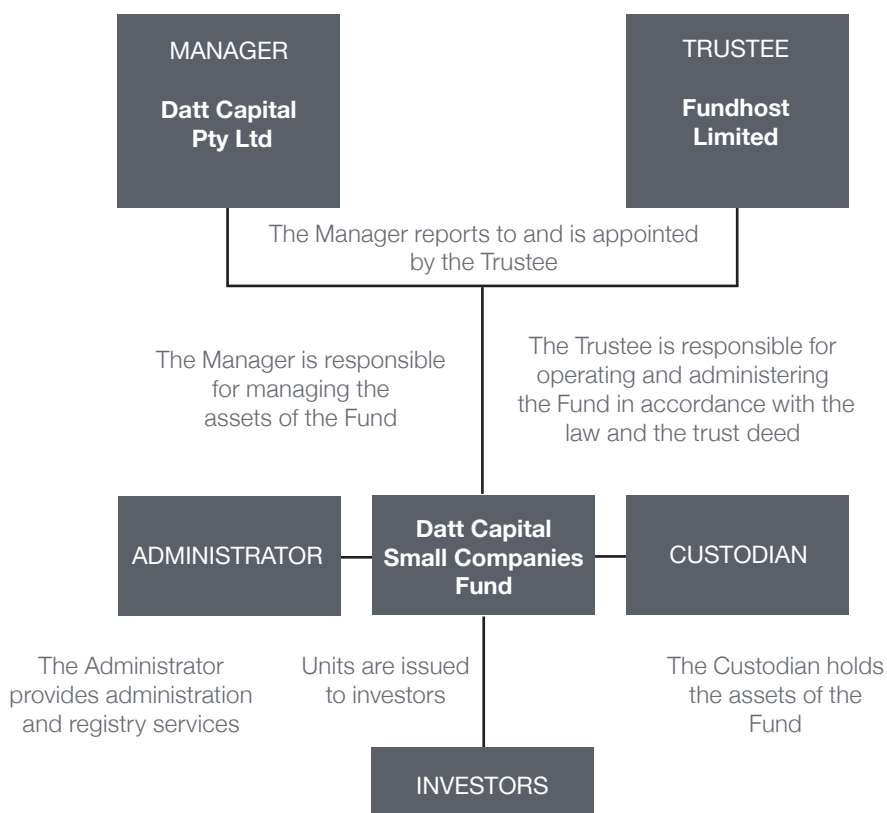 MANAGER
Datt Capital
Pty Ltd
TRUSTEE
Fundhost
Limited
The Manager reports to and is appointed
by the Trustee
The Manager is responsible
for managing the
assets of the Fund
The Trustee is responsible for
operating and administering
the Fund in accordance with the
law and the trust deed
ADMINISTRATOR
Datt Capital
Small Companies
Fund
CUSTODIAN
The Administrator
provides administration
and registry services
Units are issued
to investors
The Custodian holds
the assets of the
Fund
INVESTORS